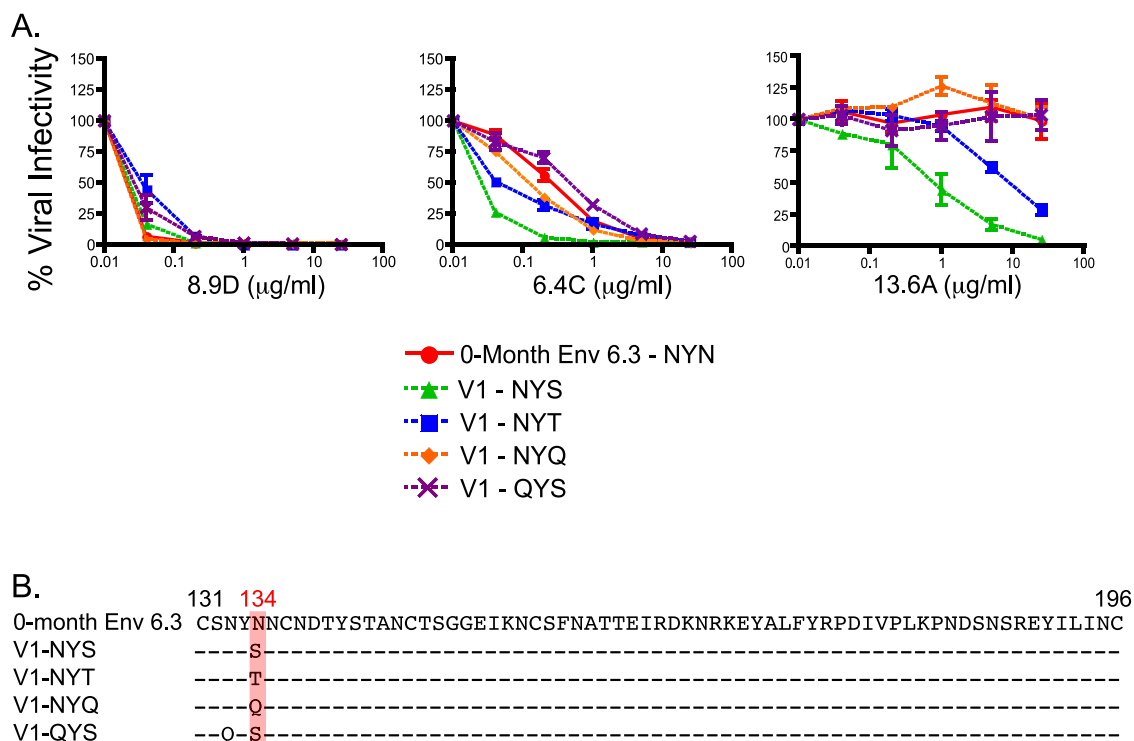 A.
% Viral Infectivity
150 125 100 75 50 25 0
0.01 0.1 1 10 100
8.9D (μg/ml)
150 125 100 75 50 25 0
0.01 0.1 1 10 100
6.4C (μg/ml)
150 125 100 75 50 25 0
0.01 0.1 1 10 100
13.6A (μg/ml)
0-Month Env 6.3 - NYN
V1 - NYS
V1 - NYT
V1 - NYQ
V1 - QYS
B.
131 134 196
0-month Env 6.3 CSNYNNCNDTYSTANCTSGGEIKNCSFNATTEIRDKNRKEYALFYRPDIVPLKPNDSNSREYILINC
V1-NYS ----S--------------------------------------------------------------
V1-NYT ----T--------------------------------------------------------------
V1-NYQ ----Q--------------------------------------------------------------
V1-QYS --O-S--------------------------------------------------------------